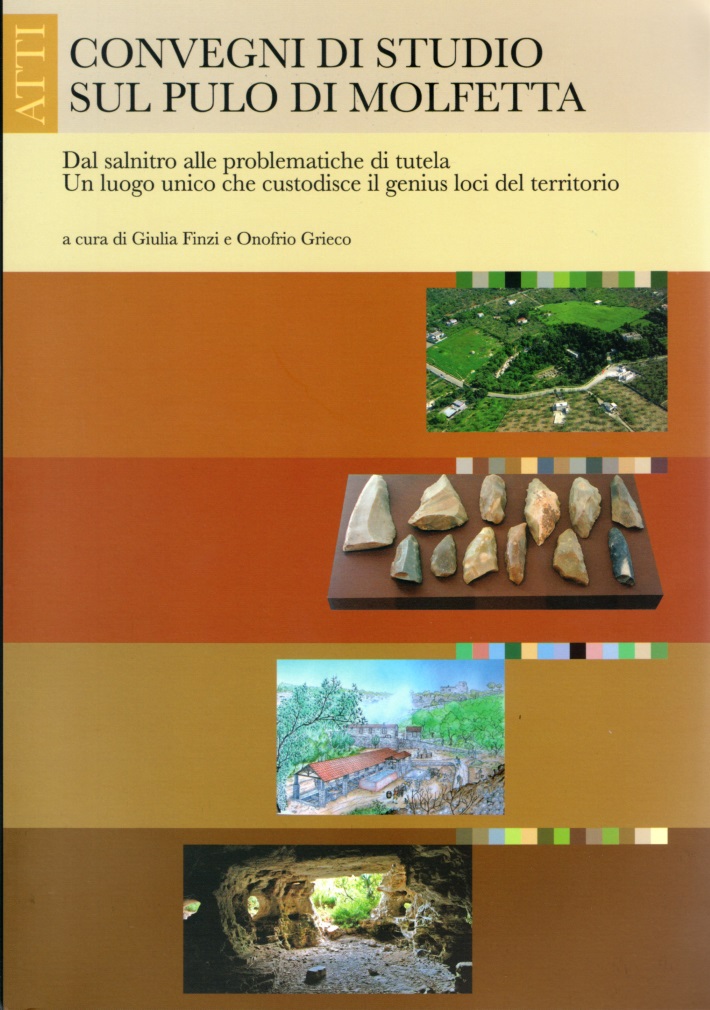 ATTI
CONVEGNI DI STUDIO
SUL PULO DI MOLFETTA
Dal salnitro alle problematiche di tutela
Un luogo unico che custodisce il genius loci del territorio
a cura di Giulia Finzi e Onofrio Grieco